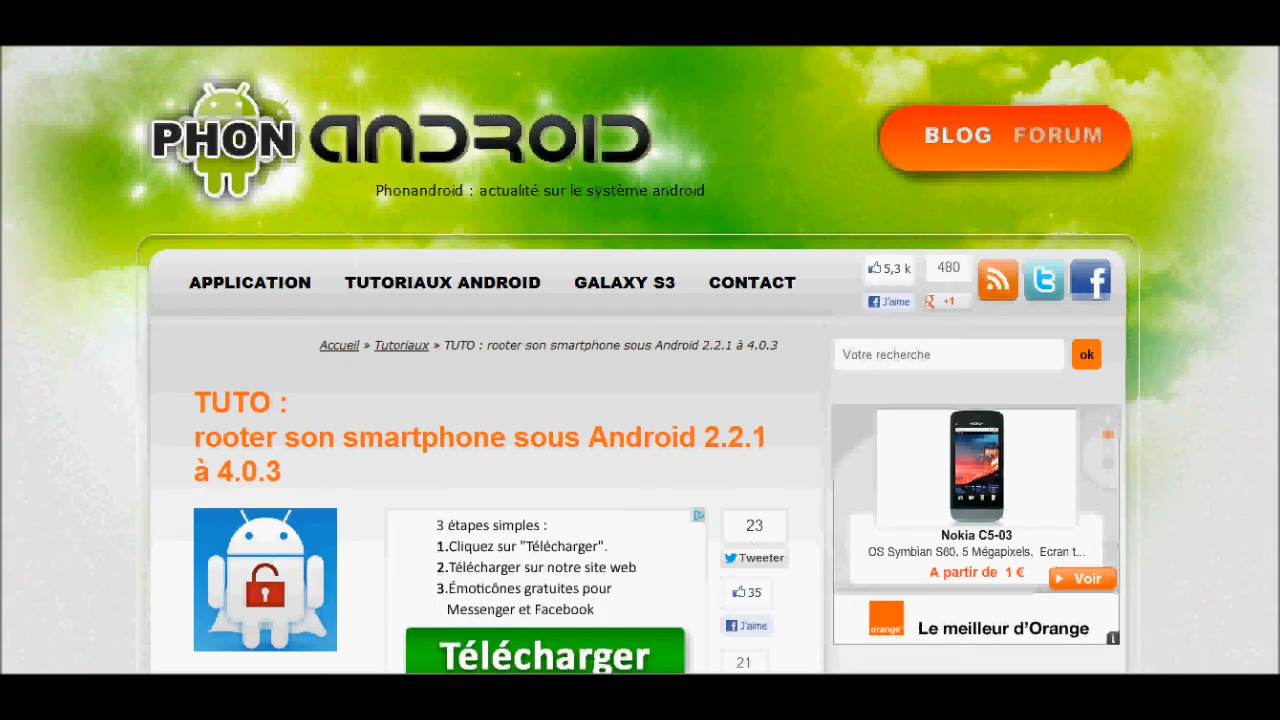 PHON ANDROID
Phonandroid : actualité sur le système android
BLOG FORUM
APPLICATION TUTORIAUX ANDROID GALAXY S3 CONTACT
5,3 k
J'aime
480
+1
Accueil » Tutoriaux » TUTO : rooter son smartphone sous Android 2.2.1 à 4.0.3
Votre recherche
ok
TUTO :
rooter son smartphone sous Android 2.2.1
à 4.0.3
3 étapes simples :
1.Cliquez sur "Télécharger".
2.Télécharger sur notre site web
3.Émoticônes gratuites pour
Messenger et Facebook
Télécharger
23
Tweeter
35
J'aime
21
NOKIA
Nokia C5-03
OS Symbian S60, 5 Mégapixels, Ecran t...
A partir de 1 €
Voir
orange
Le meilleur d'Orange